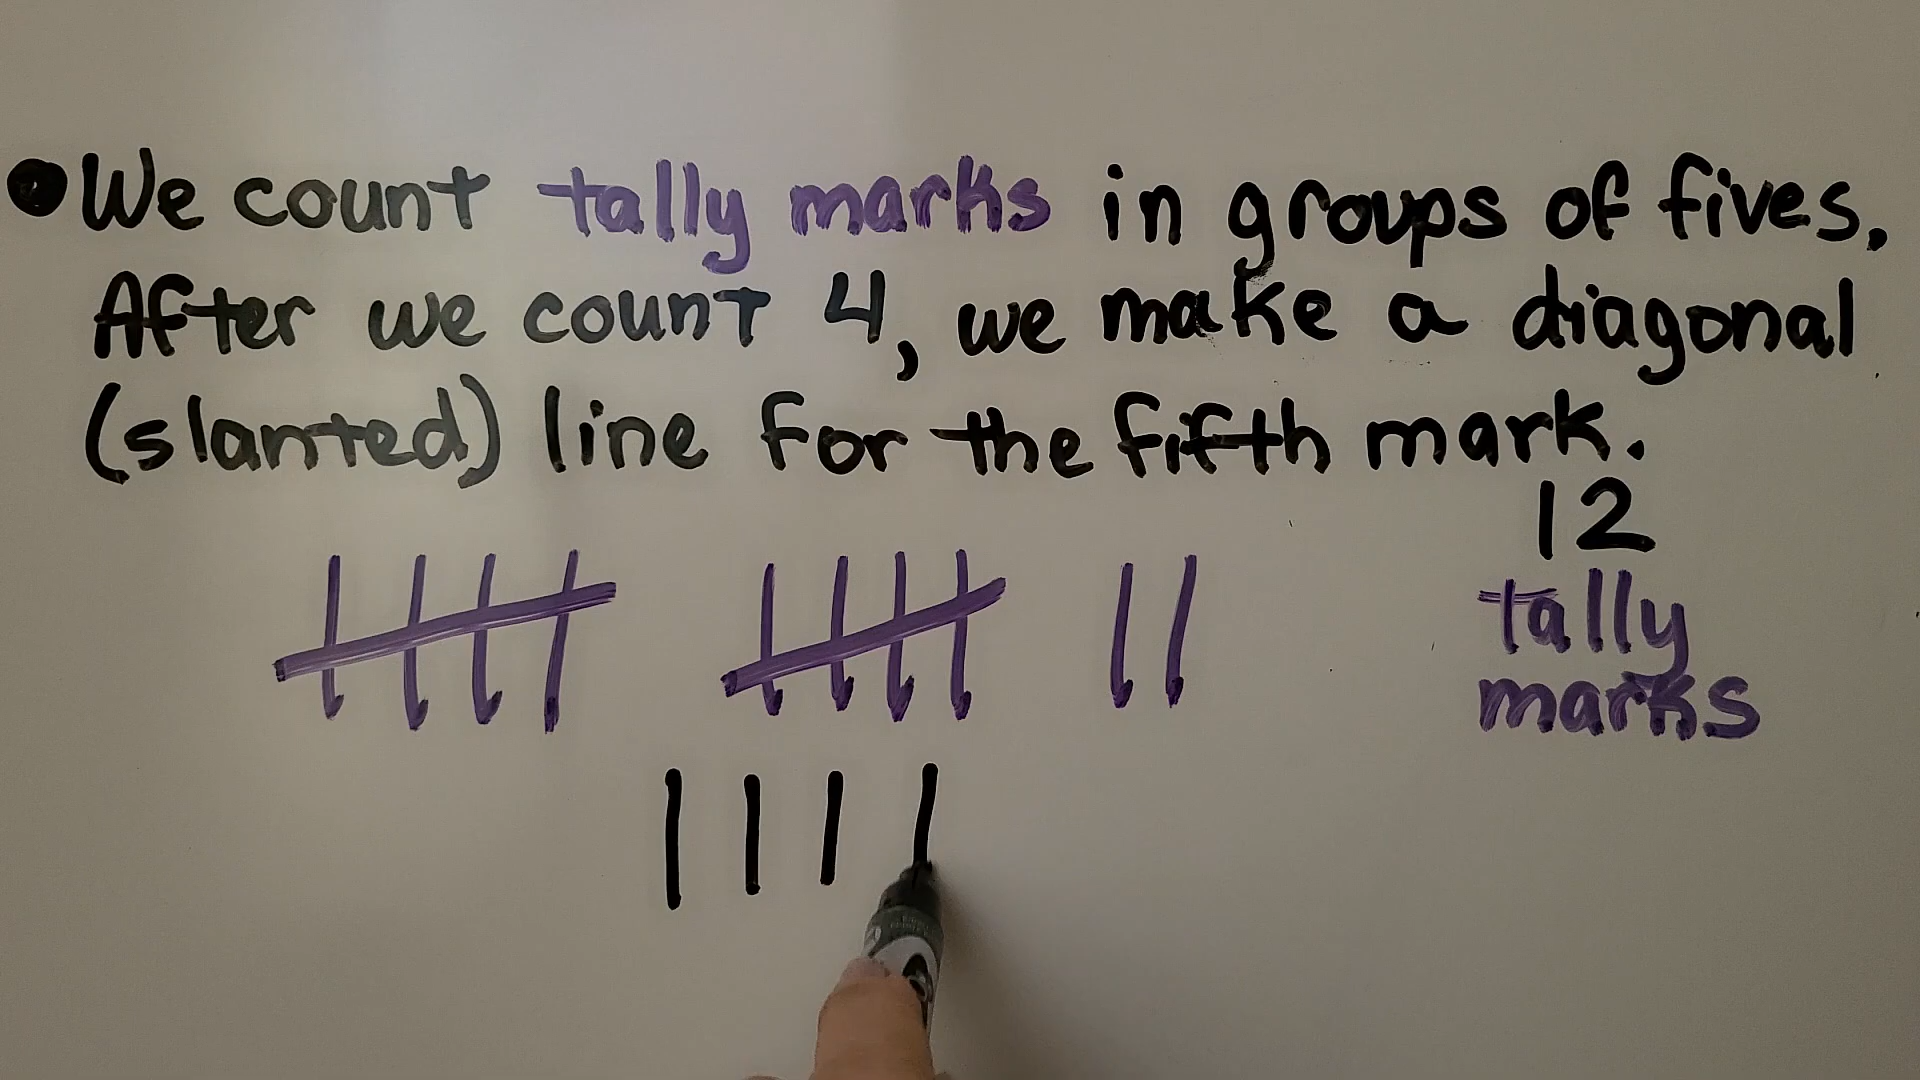 We count tally marks in groups of fives.
After we count 4, we make a diagonal
(slanted) line for the fifth mark.
12
tally
marks